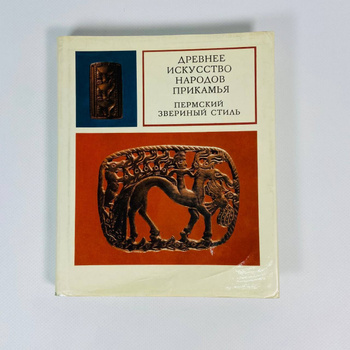 ДРЕВНЕЕ
ИСКУССТВО
НАРОДОВ
ПРИКАМЬЯ
ПЕРМСКИЙ
ЗВЕРИНЫЙ СТИЛЬ